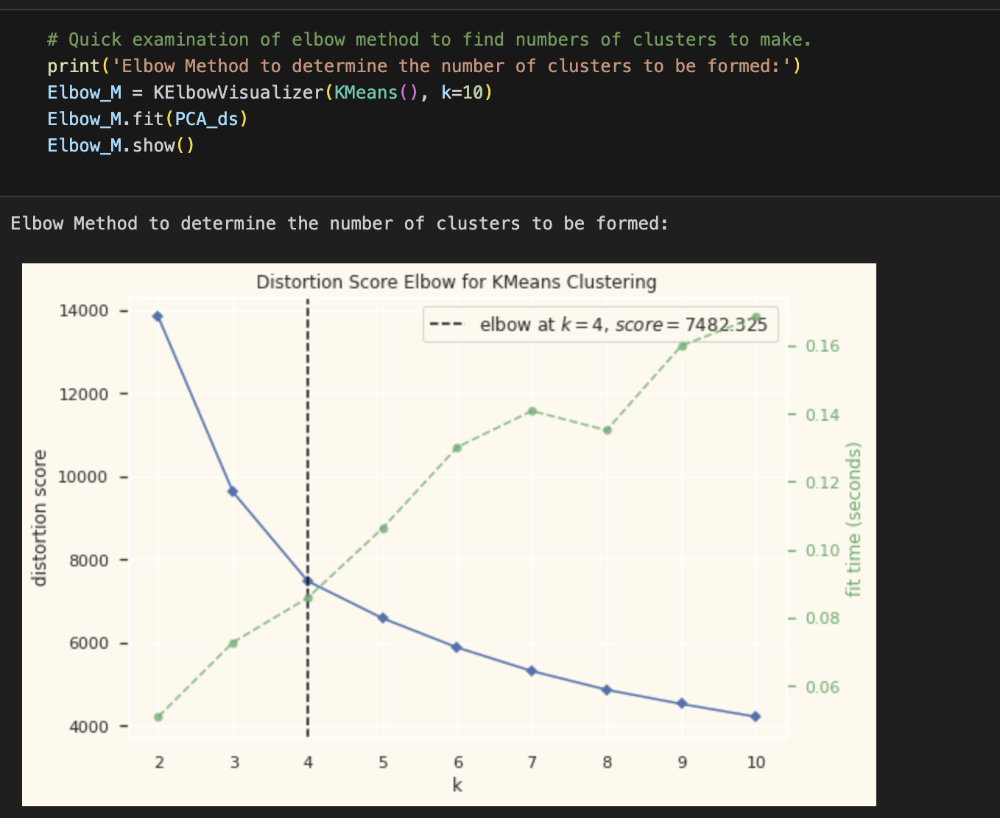 # Quick examination of elbow method to find numbers of clusters to make.
print('Elbow Method to determine the number of clusters to be formed:')
Elbow_M = KElbowVisualizer(KMeans(), k=10)
Elbow_M.fit(PCA_ds)
Elbow_M.show()
Elbow Method to determine the number of clusters to be formed:
Distortion Score Elbow for KMeans Clustering
elbow at k = 4, score = 7482.325
distortion score
14000
12000
10000
8000
6000
4000
0.16
0.14
0.12
0.10
0.08
0.06
fit time (seconds)
2 3 4 5 6 7 8 9 10
k